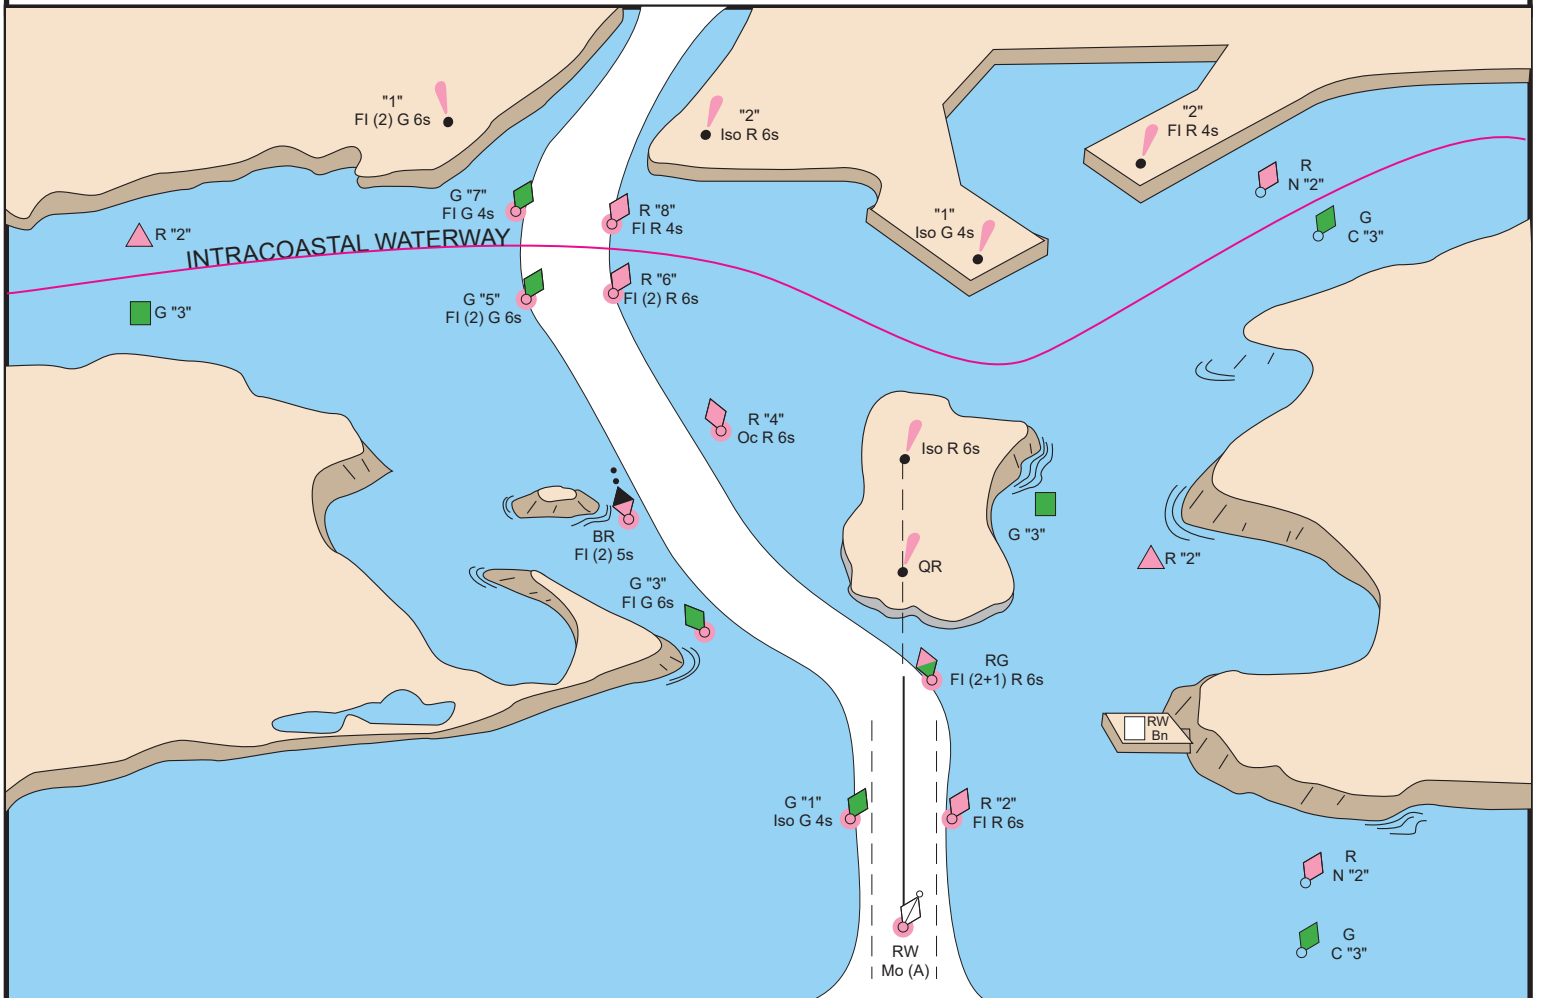 "1"
Fl (2) G 6s
"2"
Iso R 6s
"2"
Fl R 4s
R
N "2"
G "7"
Fl G 4s
R "8"
Fl R 4s
"1"
Iso G 4s
G
C "3"
R "2"
INTRACOASTAL WATERWAY
G "3"
G "5"
Fl (2) G 6s
R "6"
Fl (2) R 6s
R "4"
Oc R 6s
Iso R 6s
BR
Fl (2) 5s
G "3"
R "2"
QR
G "3"
Fl G 6s
RG
Fl (2+1) R 6s
RW
Bn
G "1"
Iso G 4s
R "2"
Fl R 6s
R
N "2"
G
C "3"
RW
Mo (A)